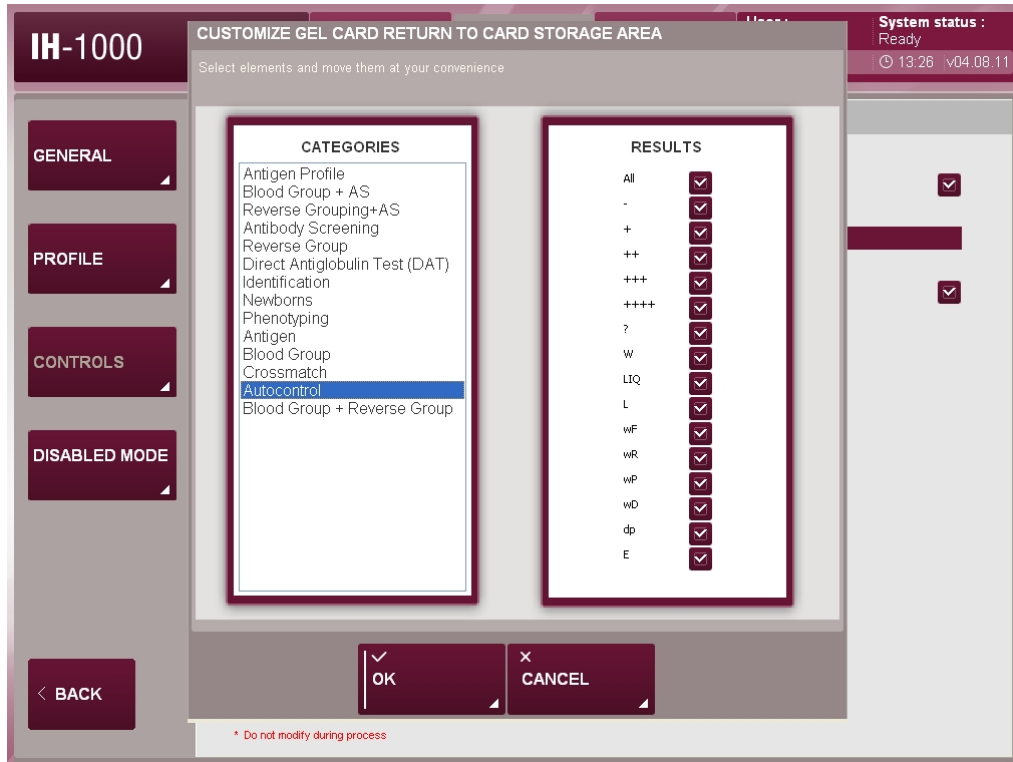 IH-1000
User :
System status :
Ready
13:26 v04.08.11
CUSTOMIZE GEL CARD RETURN TO CARD STORAGE AREA
Select elements and move them at your convenience
GENERAL
PROFILE
CONTROLS
DISABLED MODE
< BACK
CATEGORIES
Antigen Profile
Blood Group + AS
Reverse Grouping+AS
Antibody Screening
Reverse Group
Direct Antiglobulin Test (DAT)
Identification
Newborns
Phenotyping
Antigen
Blood Group
Crossmatch
Autocontrol
Blood Group + Reverse Group
RESULTS
All
-
+
++
+++
++++
?
W
LIQ
L
wF
wR
wP
wD
dp
E
OK
CANCEL
* Do not modify during process